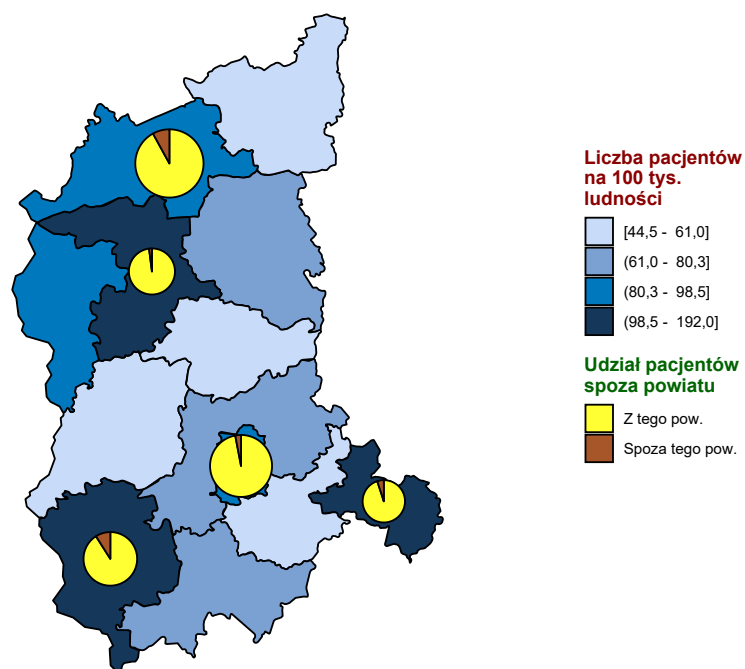 Liczba pacjentów
na 100 tys.
ludności
[44,5 -  61,0]
(61,0 -  80,3]
(80,3 -  98,5]
(98,5 -  192,0]
Udział pacjentów
spoza powiatu
Z tego pow.
Spoza tego pow.